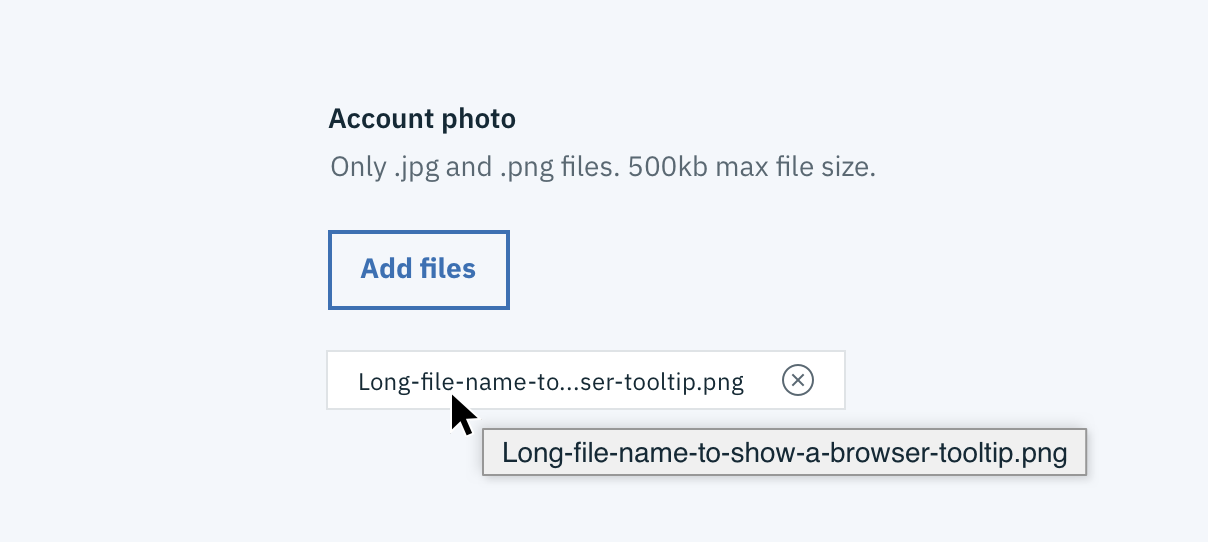 Account photo
Only .jpg and .png files. 500kb max file size.
Add files
Long-file-name-to...ser-tooltip.png
Long-file-name-to-show-a-browser-tooltip.png